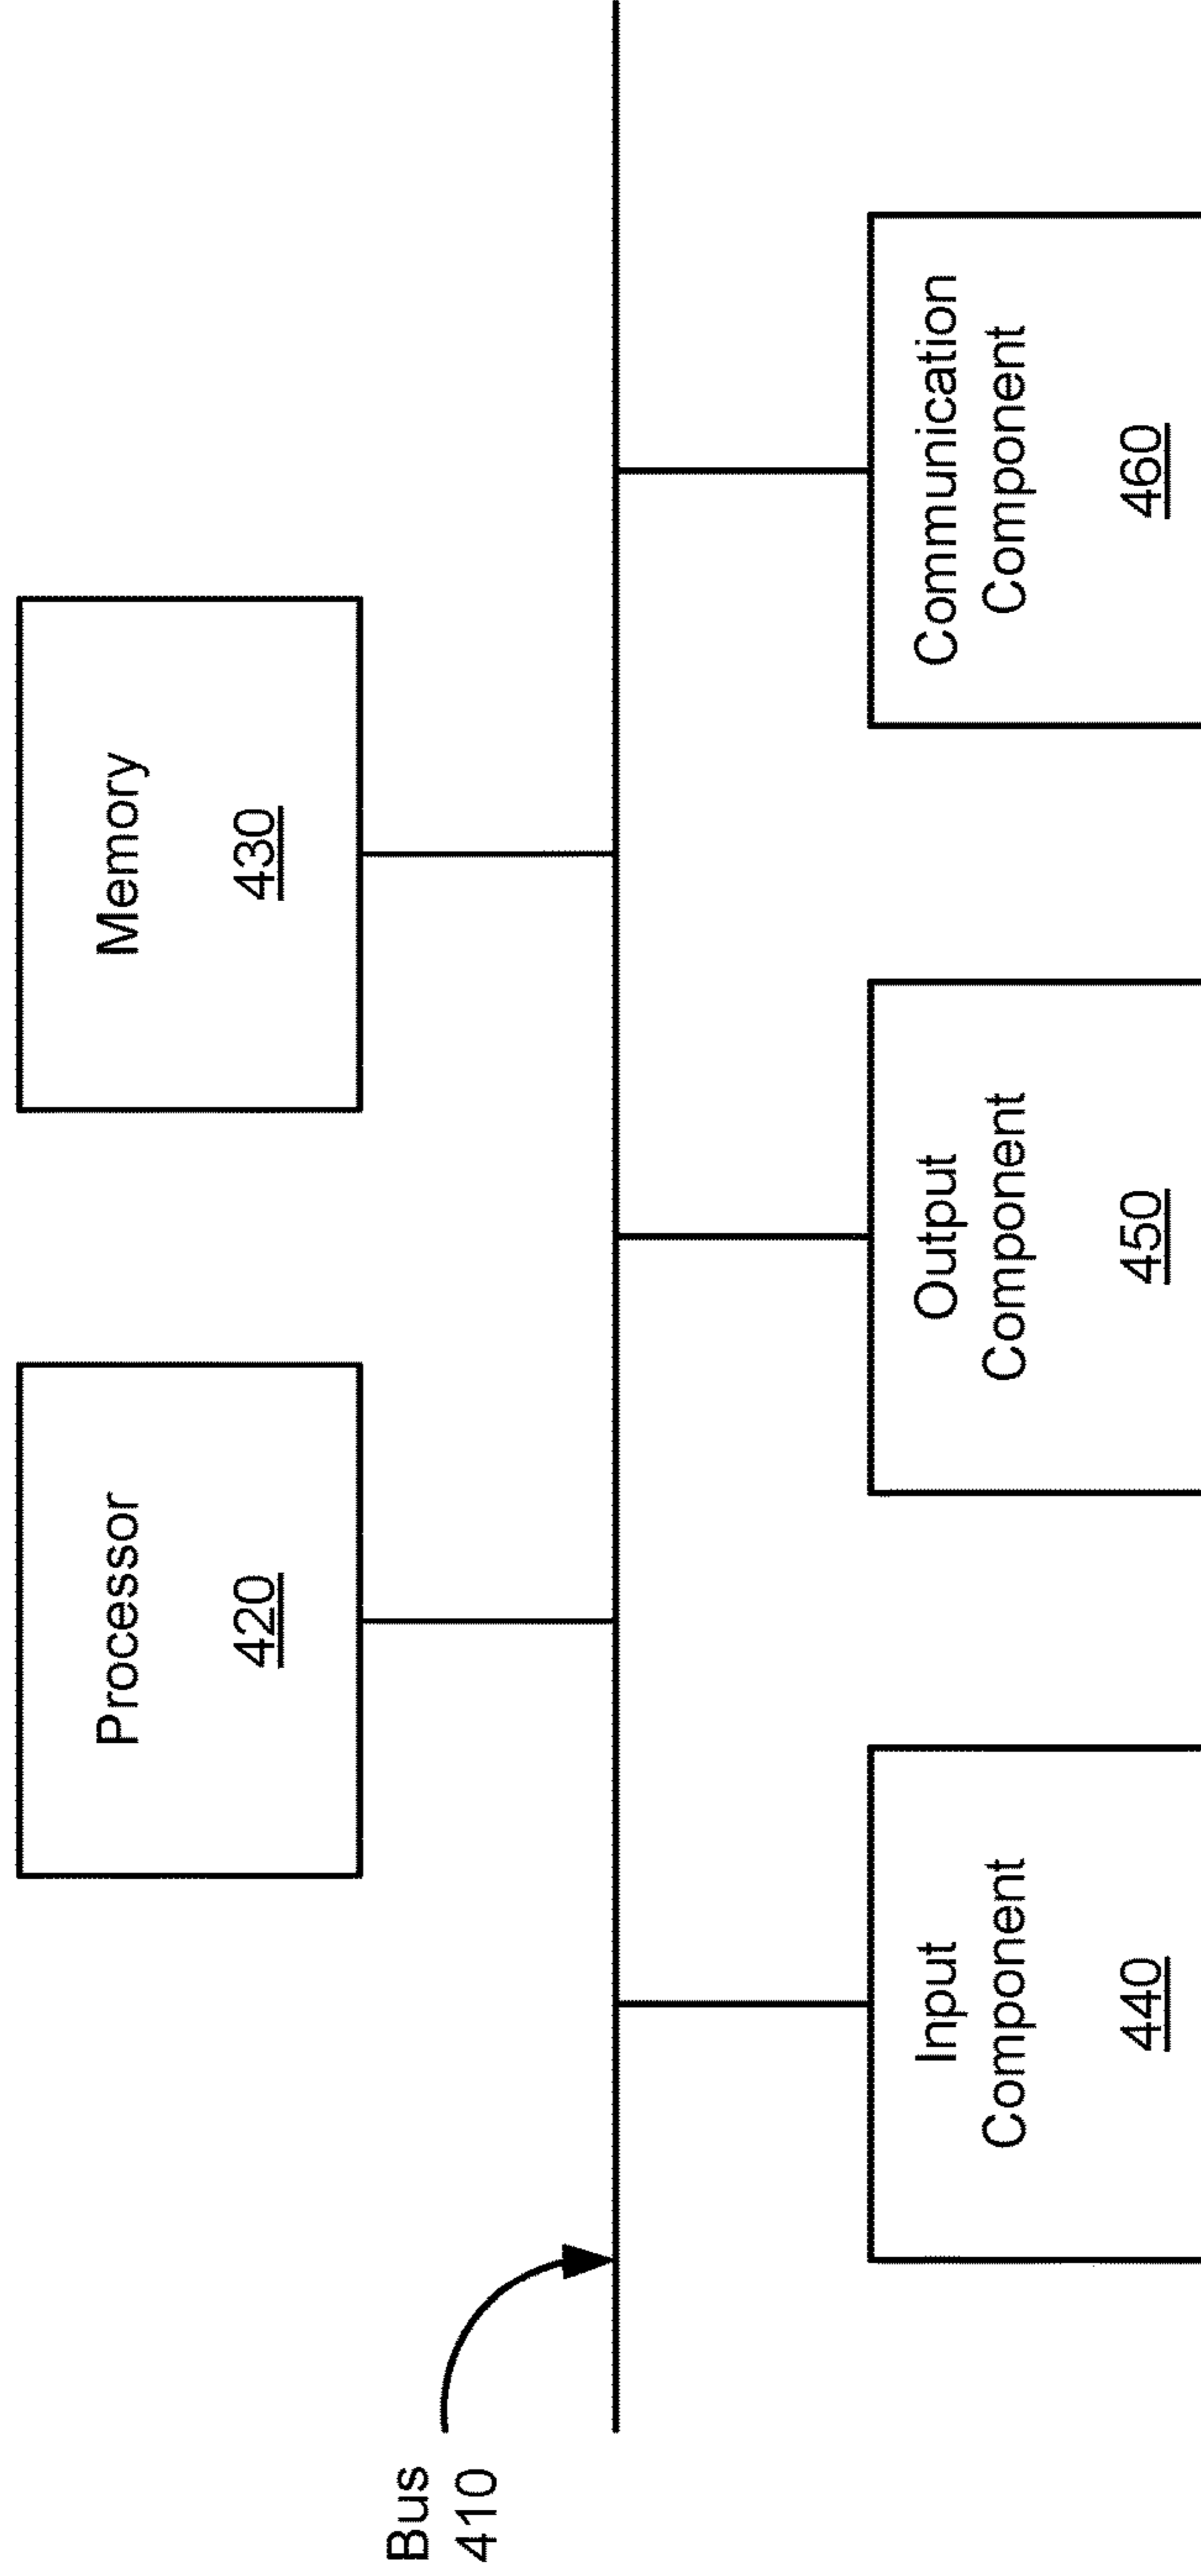 Processor
420
Memory
430
Bus
410
Input
Component
440
Output
Component
450
Communication
Component
460